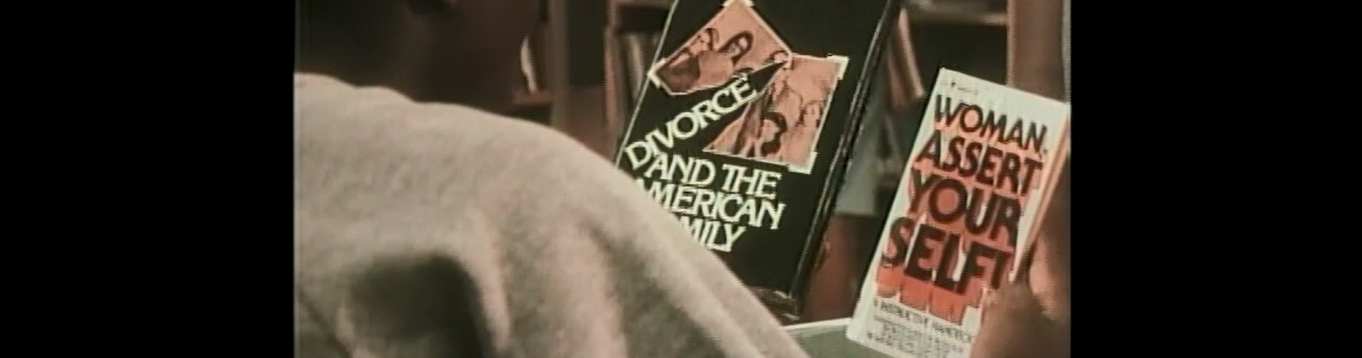 DIVORCE
AND THE
AMERICAN
MILY
WOMAN,
ASSERT
YOUR
SELF!